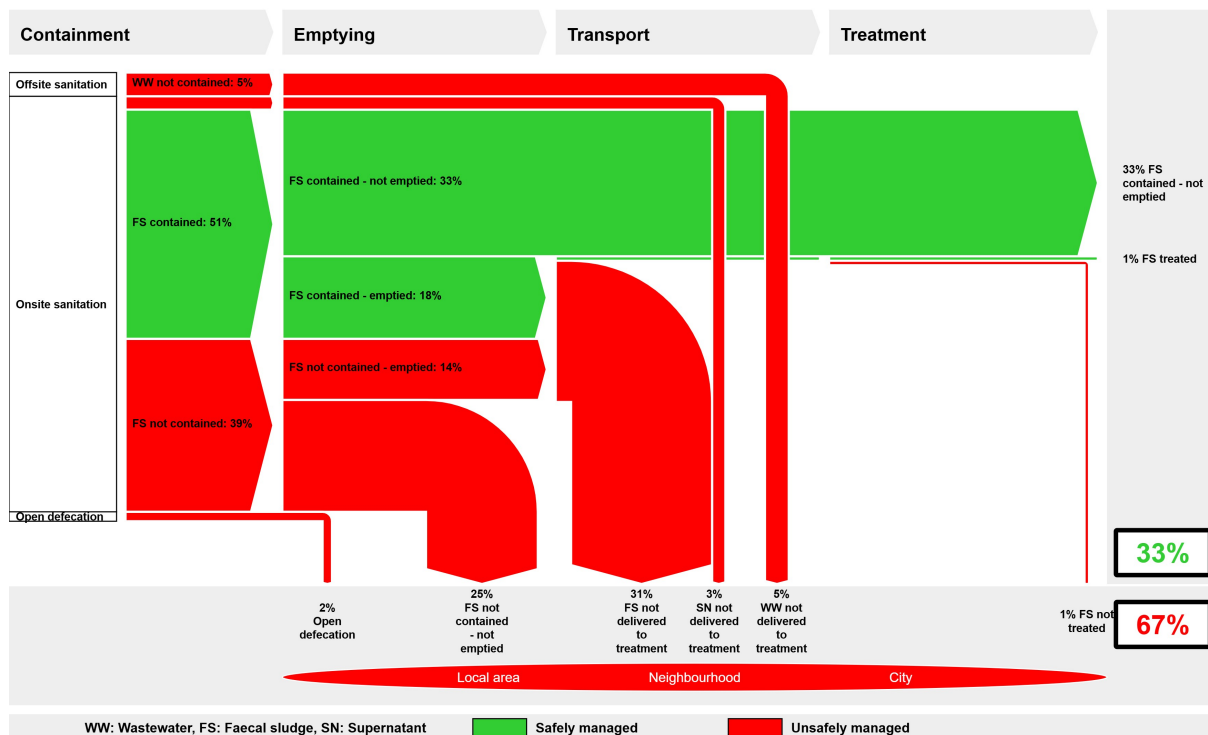 Containment
Emptying
Transport
Treatment
Offsite sanitation
WW not contained: 5%
FS contained - not emptied: 33%
33% FS
contained - not
emptied
FS contained: 51%
1% FS treated
FS contained - emptied: 18%
Onsite sanitation
FS not contained - emptied: 14%
FS not contained: 39%
Open defecation
33%
2%
Open
defecation
25%
FS not
contained
- not
emptied
31%
FS not
delivered
to
treatment
3%
SN not
delivered
to
treatment
5%
WW not
delivered
to
treatment
1% FS not
treated
67%
Local area
Neighbourhood
City
WW: Wastewater, FS: Faecal sludge, SN: Supernatant
Safely managed
Unsafely managed